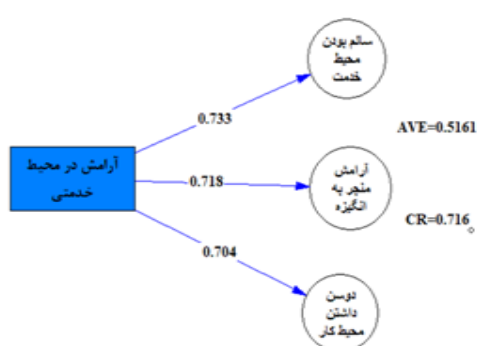 سالم بودن
محیط
خدمت
0.733
AVE=0.5161
آرامش در محیط
خدمتی
0.718
آرامش
منجر به
انگیزه
CR=0.716
0.704
دوسن
داشتن
محیط کار